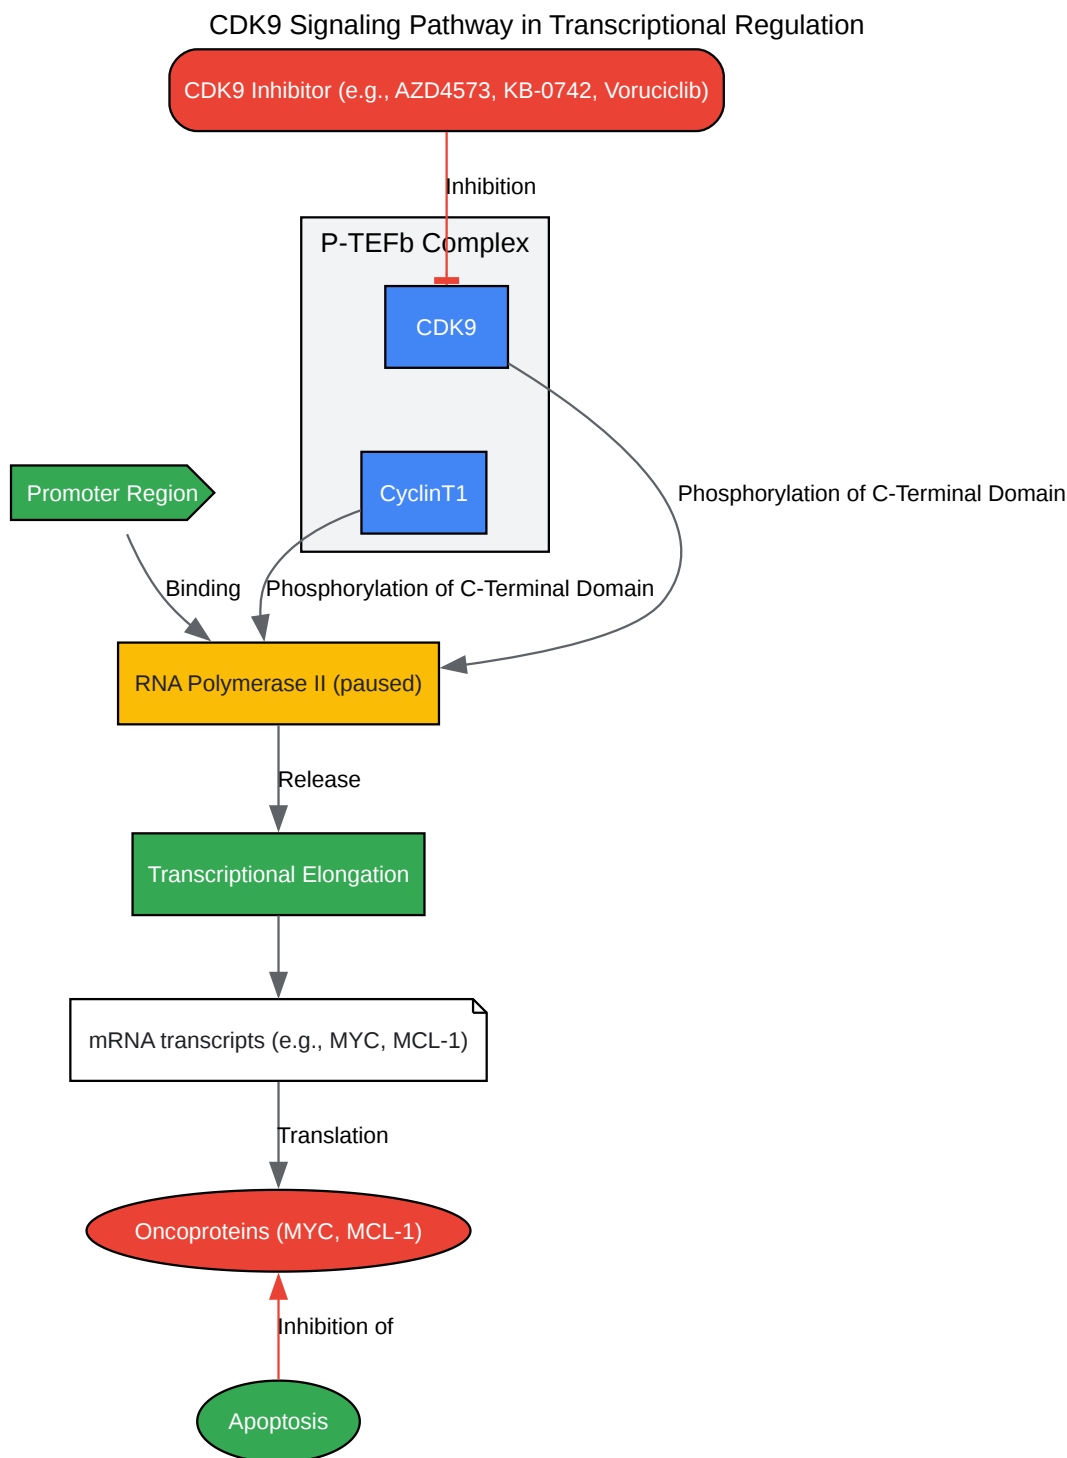 CDK9 Signaling Pathway in Transcriptional Regulation
CDK9 Inhibitor (e.g., AZD4573, KB-0742, Voruciclib)
Inhibition
P-TEFb Complex
CDK9
Promoter Region
CyclinT1
Phosphorylation of C-Terminal Domain
Binding
Phosphorylation of C-Terminal Domain
RNA Polymerase II (paused)
Release
Transcriptional Elongation
mRNA transcripts (e.g., MYC, MCL-1)
Translation
Oncoproteins (MYC, MCL-1)
Inhibition of
Apoptosis